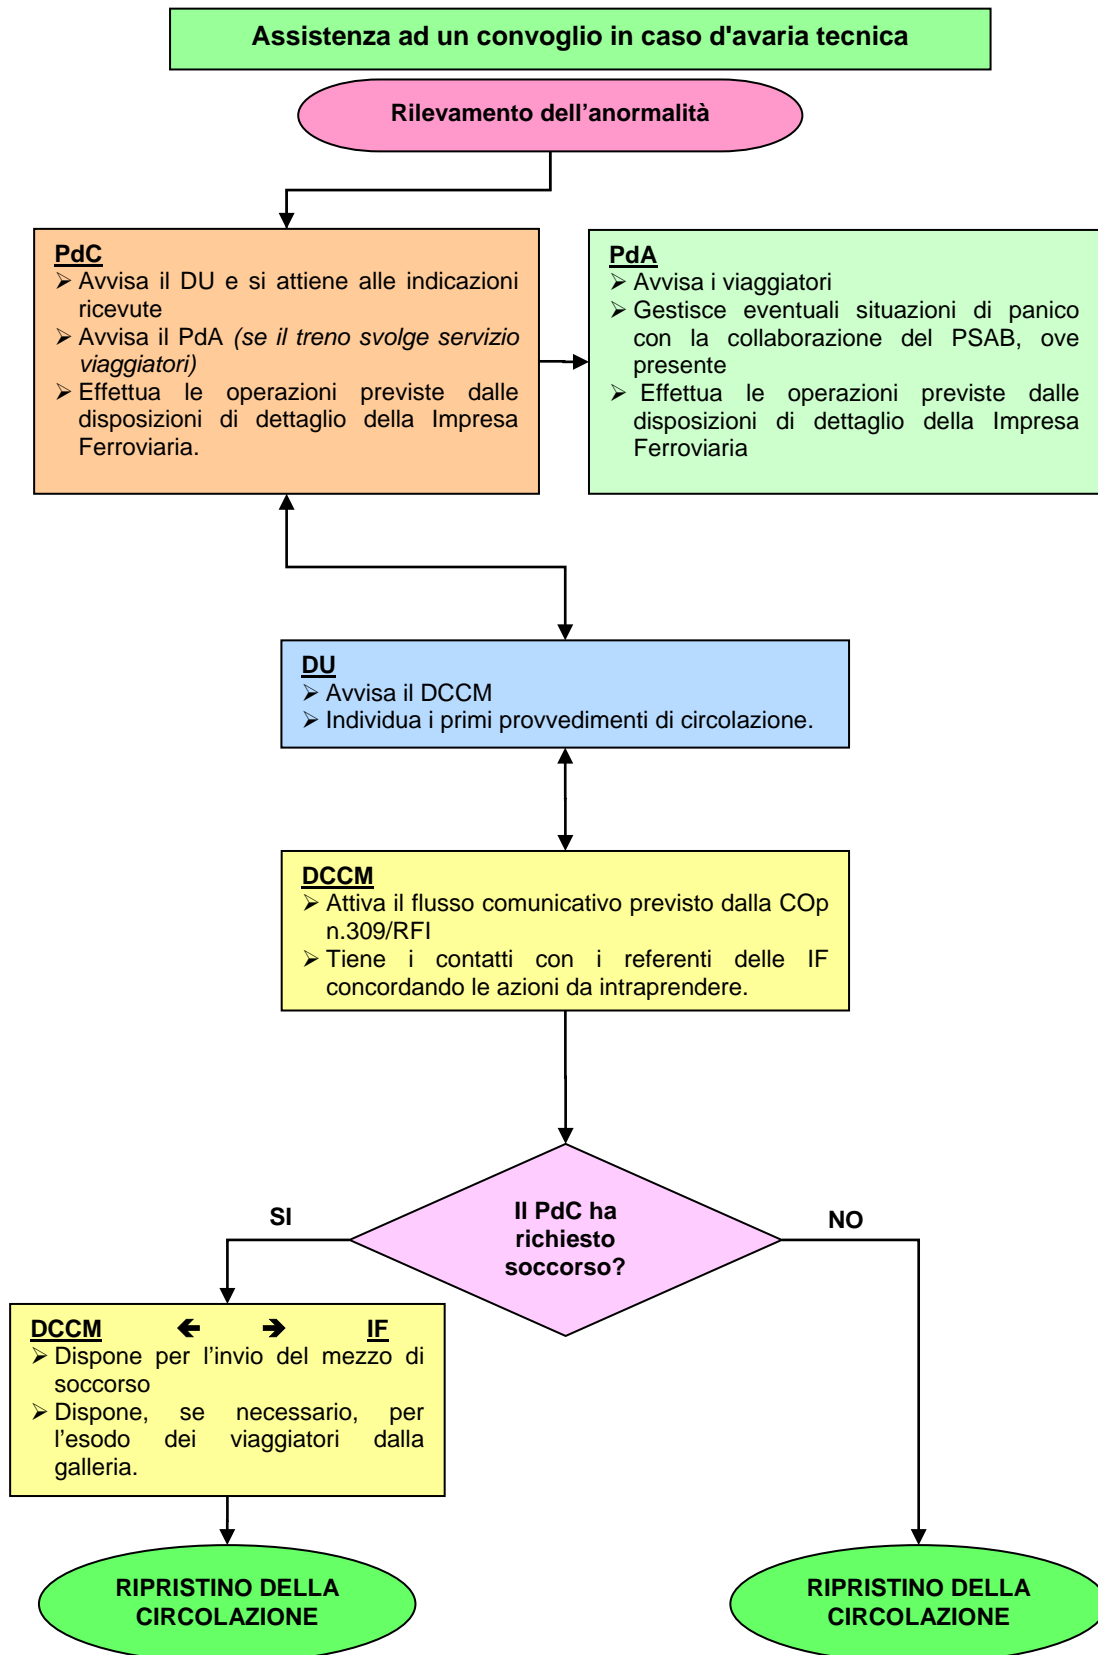 Assistenza ad un convoglio in caso d'avaria tecnica
Rilevamento dell’anormalità
PdC
➢ Avvisa il DU e si attiene alle indicazioni
ricevute
➢ Avvisa il PdA (se il treno svolge servizio
viaggiatori)
➢ Effettua le operazioni previste dalle
disposizioni di dettaglio della Impresa
Ferroviaria.
PdA
➢ Avvisa i viaggiatori
➢ Gestisce eventuali situazioni di panico
con la collaborazione del PSAB, ove
presente
➢ Effettua le operazioni previste dalle
disposizioni di dettaglio della Impresa
Ferroviaria
DU
➢ Avvisa il DCCM
➢ Individua i primi provvedimenti di circolazione.
DCCM
➢ Attiva il flusso comunicativo previsto dalla COp
n.309/RFI
➢ Tiene i contatti con i referenti delle IF
concordando le azioni da intraprendere.
Il PdC ha
richiesto
soccorso?
SI
NO
DCCM 🡸 🡺 IF
➢ Dispone per l’invio del mezzo di
soccorso
➢ Dispone, se necessario, per
l’esodo dei viaggiatori dalla
galleria.
RIPRISTINO DELLA
CIRCOLAZIONE
RIPRISTINO DELLA
CIRCOLAZIONE